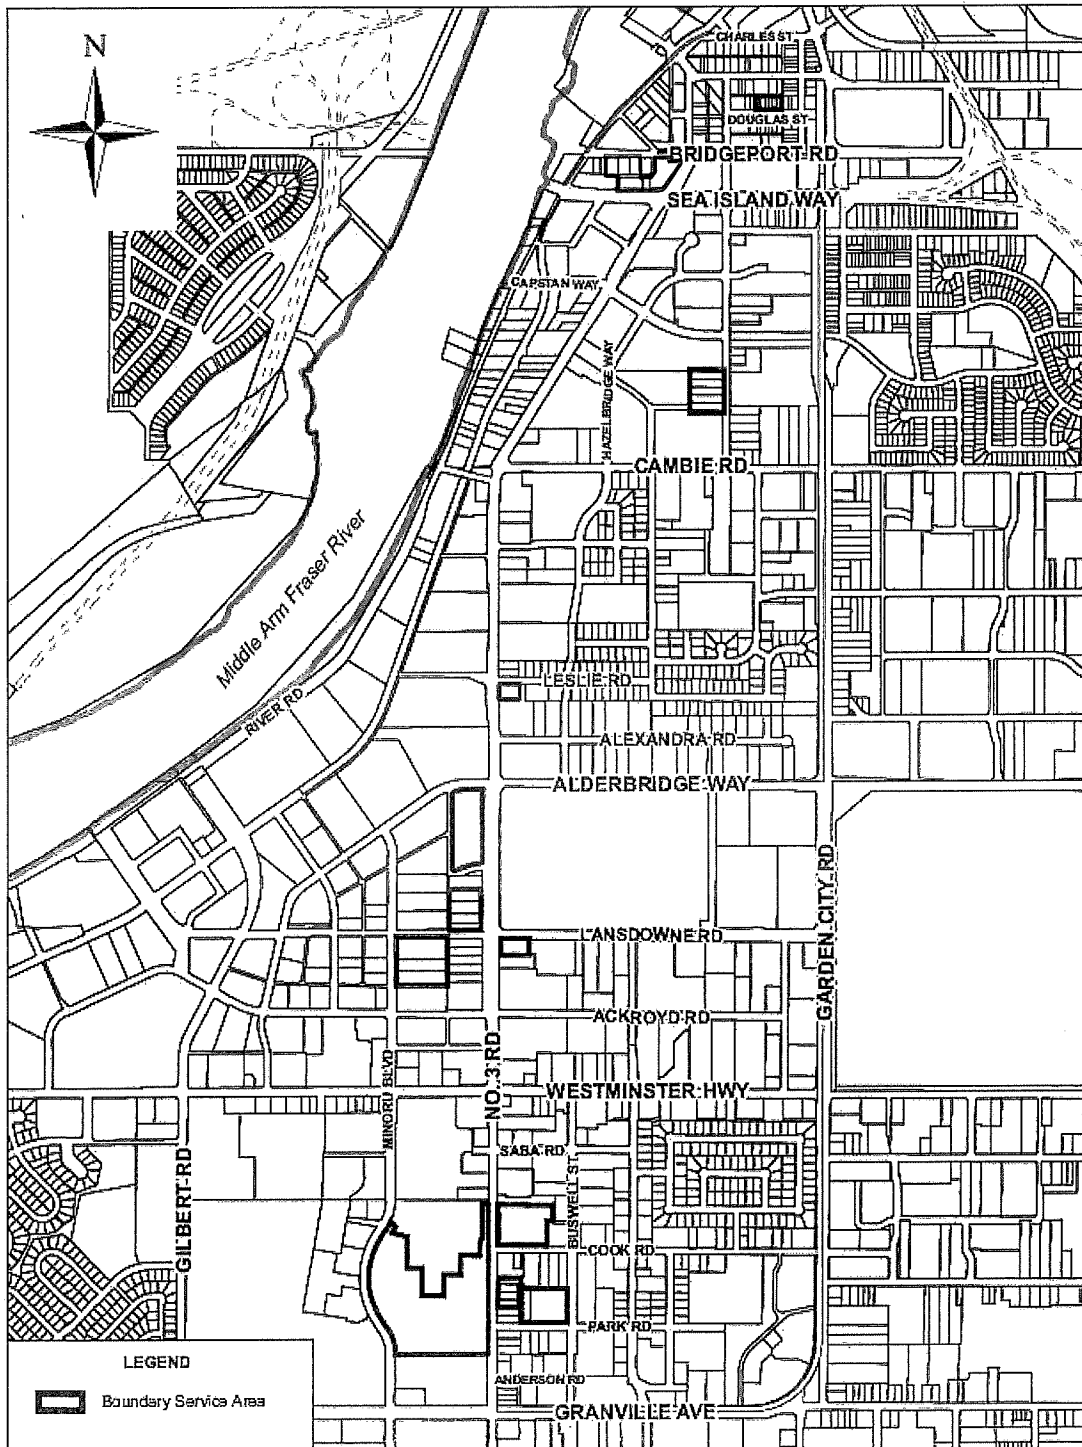 N
CHARLES ST
DOUGLAS ST
BRIDGEPORT RD
SEA ISLAND WAY
CAPSTAN WAY
HAZELBRIDGE WAY
CAMBIE RD
Middle Arm Fraser River
RIVER RD
LESLIE RD
ALEXANDRA RD
ALDERBRIDGE WAY
GARDEN CITY RD
LANSDOWNE RD
ACKROYD RD
NO. 3 RD
MINORU BLVD
WESTMINSTER HWY
SABA RD
BUSWELL ST
GILBERT RD
COOK RD
PARK RD
ANDERSON RD
GRANVILLE AVE
LEGEND
Boundary Service Area